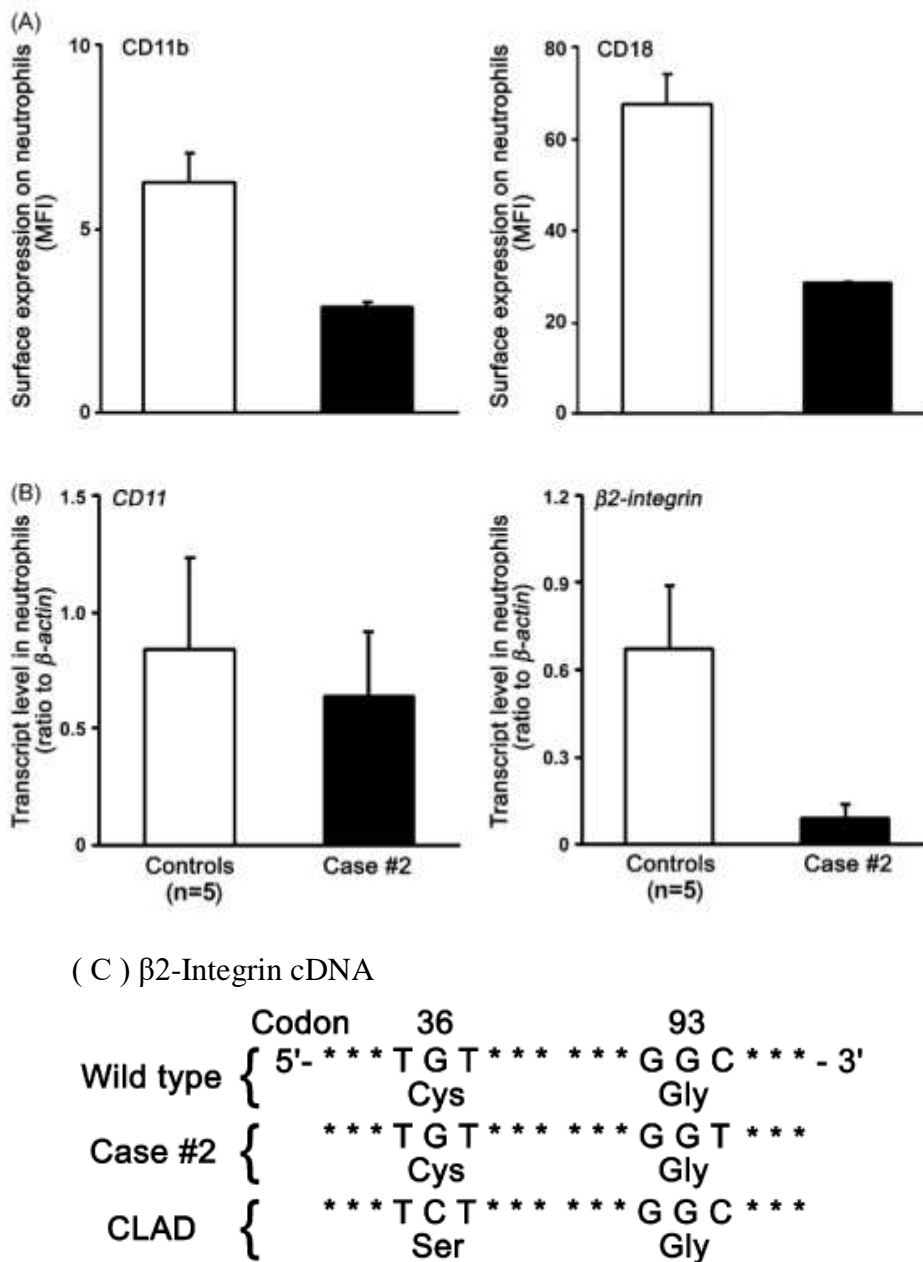 (A)
CD11b
Surface expression on neutrophils
(MFI)
10
5
0
CD18
Surface expression on neutrophils
(MFI)
80
60
40
20
0
(B)
CD11
Transcript level in neutrophils
(ratio to β-actin)
1.5
1.0
0.5
0
Controls
(n=5)
Case #2
β2-integrin
Transcript level in neutrophils
(ratio to β-actin)
1.2
0.9
0.6
0.3
0
Controls
(n=5)
Case #2
( C ) β2-Integrin cDNA
Codon 36 93
Wild type { 5'- * * * T G T * * * * * * G G C * * * - 3'
Cys Gly
Case #2 { * * * T G T * * * * * * G G T * * *
Cys Gly
CLAD { * * * T C T * * * * * * G G C * * *
Ser Gly